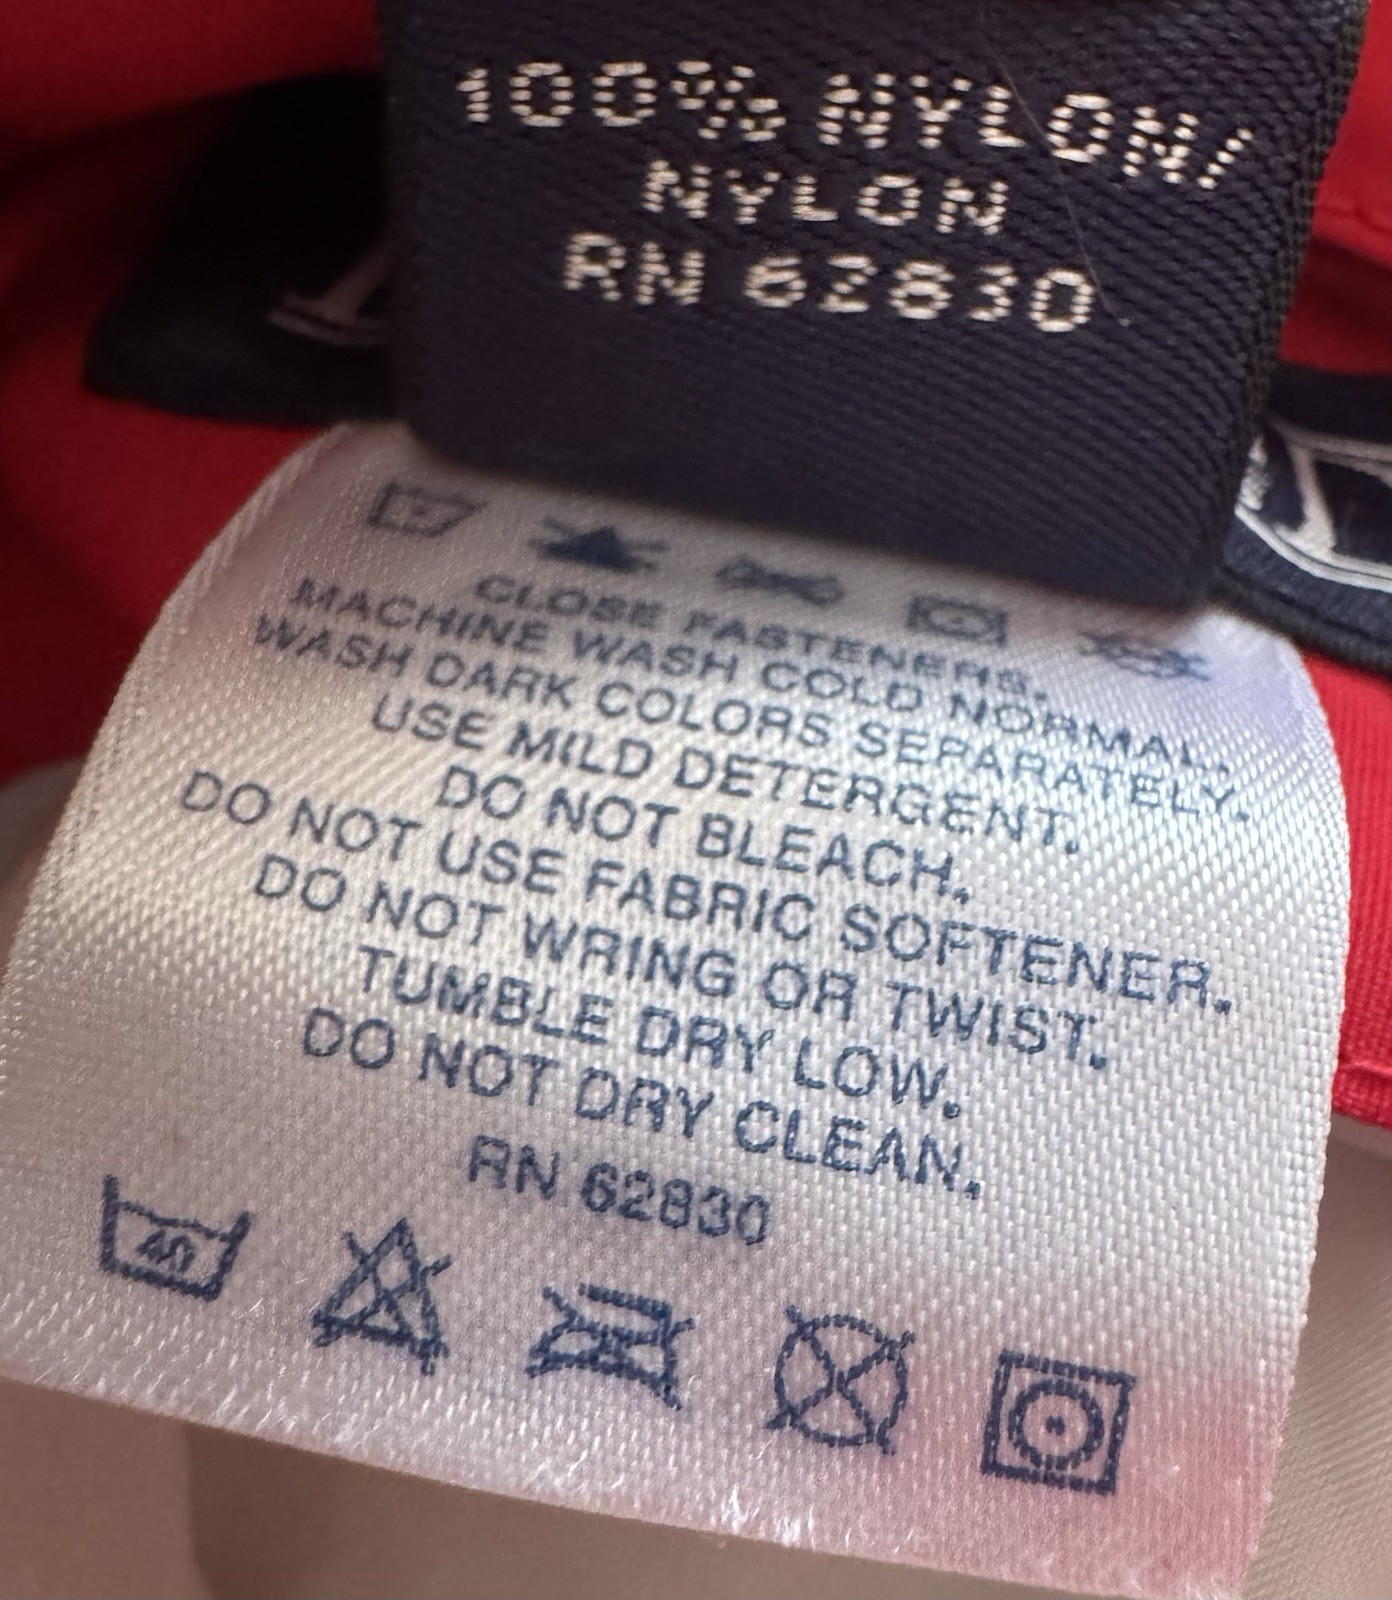 100% NYLON/
NYLON
RN 62830
CLOSE FASTENERS.
MACHINE WASH COLD NORMAL.
WASH DARK COLORS SEPARATELY.
USE MILD DETERGENT.
DO NOT BLEACH.
DO NOT USE FABRIC SOFTENER.
DO NOT WRING OR TWIST.
TUMBLE DRY LOW.
DO NOT DRY CLEAN.
RN 62830
40